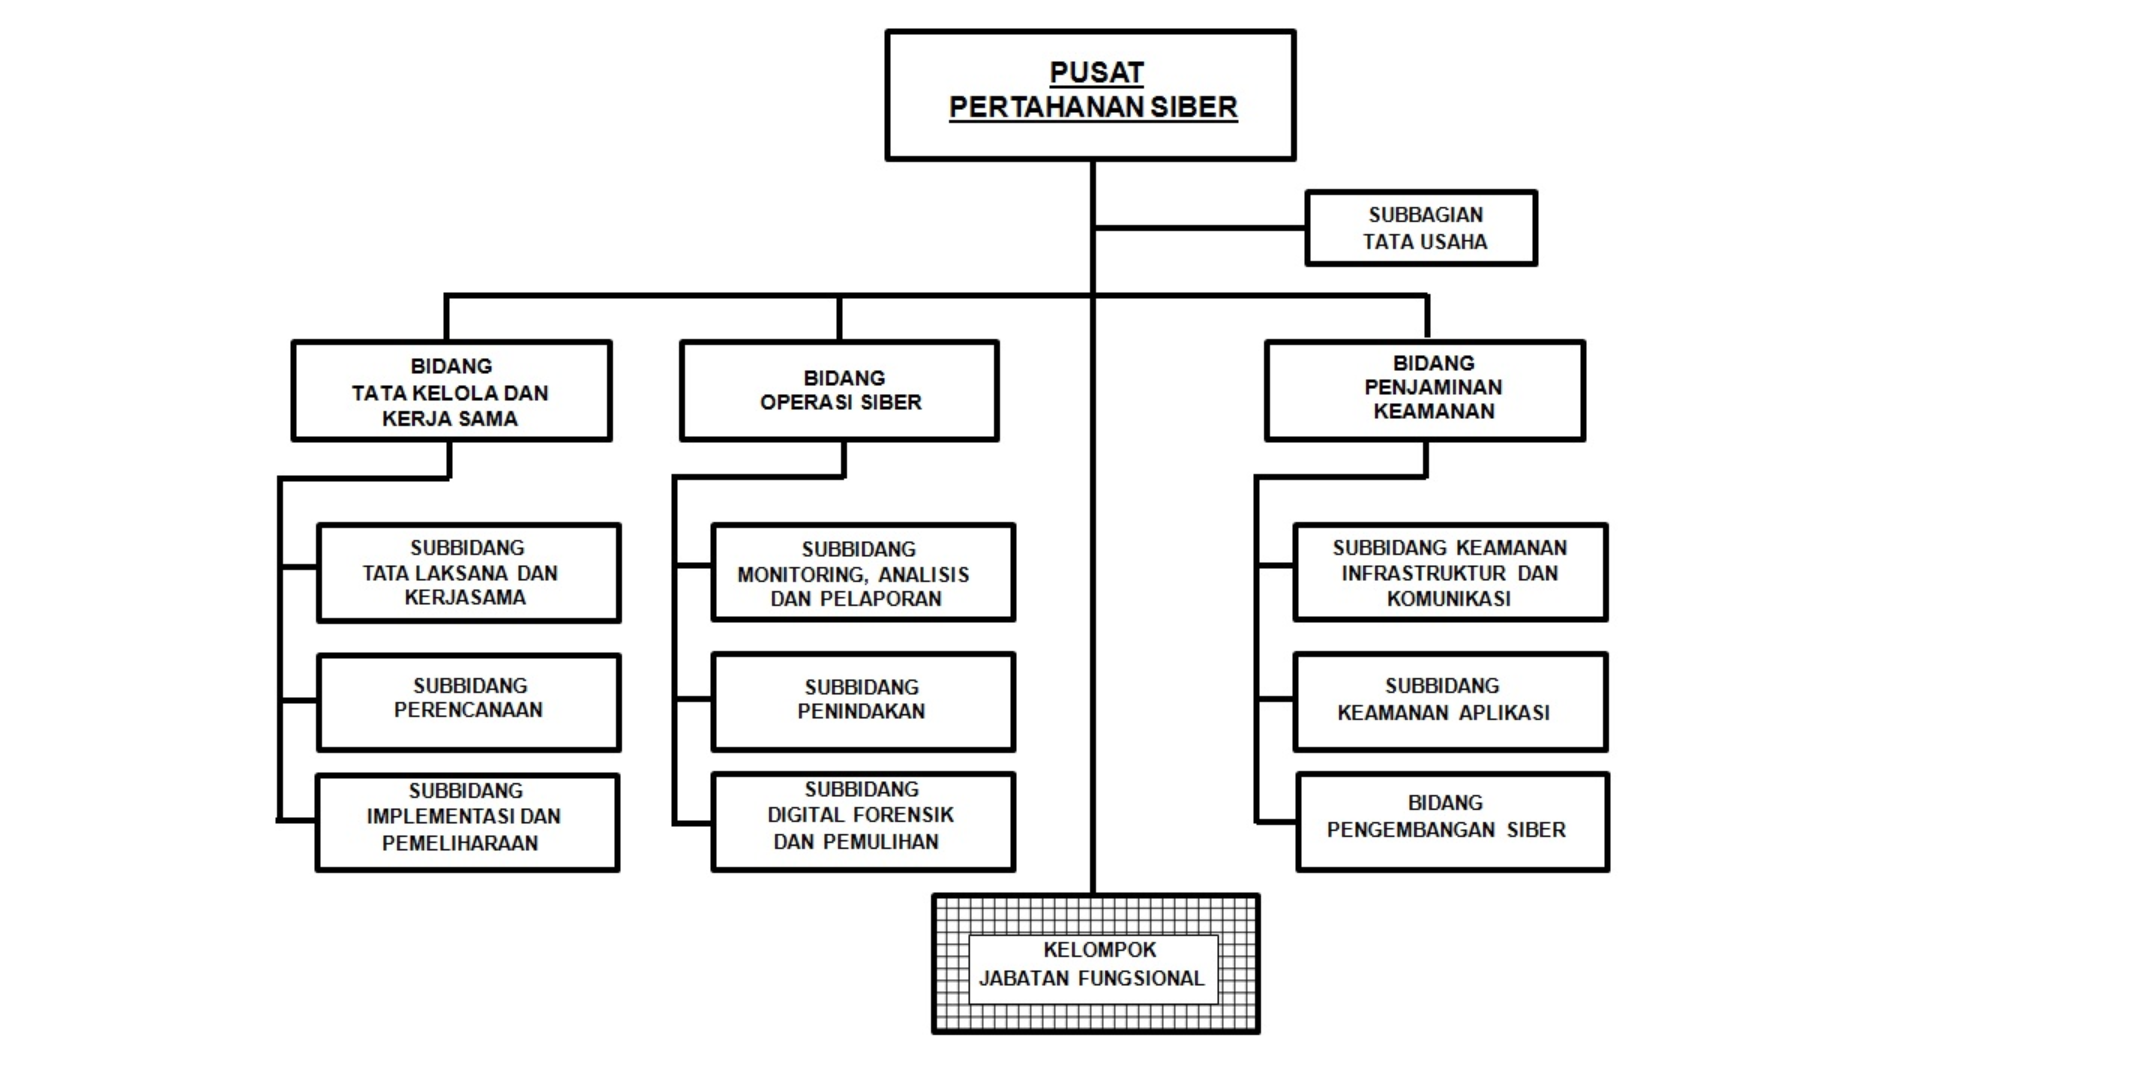 PUSAT
PERTAHANAN SIBER
SUBBAGIAN
TATA USAHA
BIDANG
TATA KELOLA DAN
KERJA SAMA
BIDANG
OPERASI SIBER
BIDANG
PENJAMINAN
KEAMANAN
SUBBIDANG
TATA LAKSANA DAN
KERJASAMA
SUBBIDANG
MONITORING, ANALISIS
DAN PELAPORAN
SUBBIDANG KEAMANAN
INFRASTRUKTUR DAN
KOMUNIKASI
SUBBIDANG
PERENCANAAN
SUBBIDANG
PENINDAKAN
SUBBIDANG
KEAMANAN APLIKASI
SUBBIDANG
IMPLEMENTASI DAN
PEMELIHARAAN
SUBBIDANG
DIGITAL FORENSIK
DAN PEMULIHAN
BIDANG
PENGEMBANGAN SIBER
KELOMPOK
JABATAN FUNGSIONAL